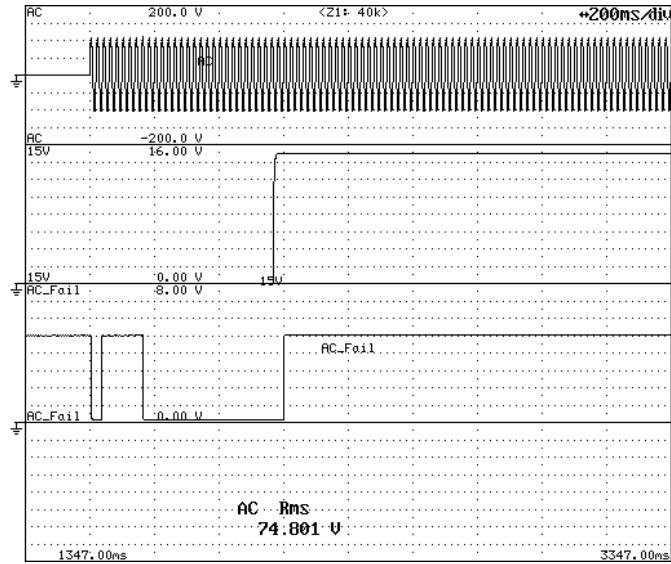 AC 200.0 V <Z1: 40k> ↔200ms/div
AC
AC -200.0 V
15V 16.00 V
15V 0.00 V
15V
AC_Fail 8.00 V
AC_Fail
AC_Fail 0.00 V
AC Rms
74.801 V
1347.00ms 3347.00ms